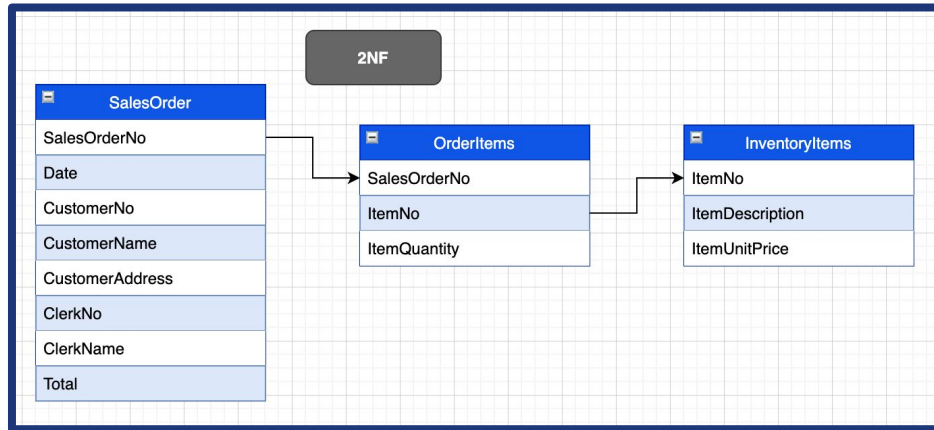 2NF
SalesOrder
SalesOrderNo
Date
CustomerNo
CustomerName
CustomerAddress
ClerkNo
ClerkName
Total
OrderItems
SalesOrderNo
ItemNo
ItemQuantity
InventoryItems
ItemNo
ItemDescription
ItemUnitPrice